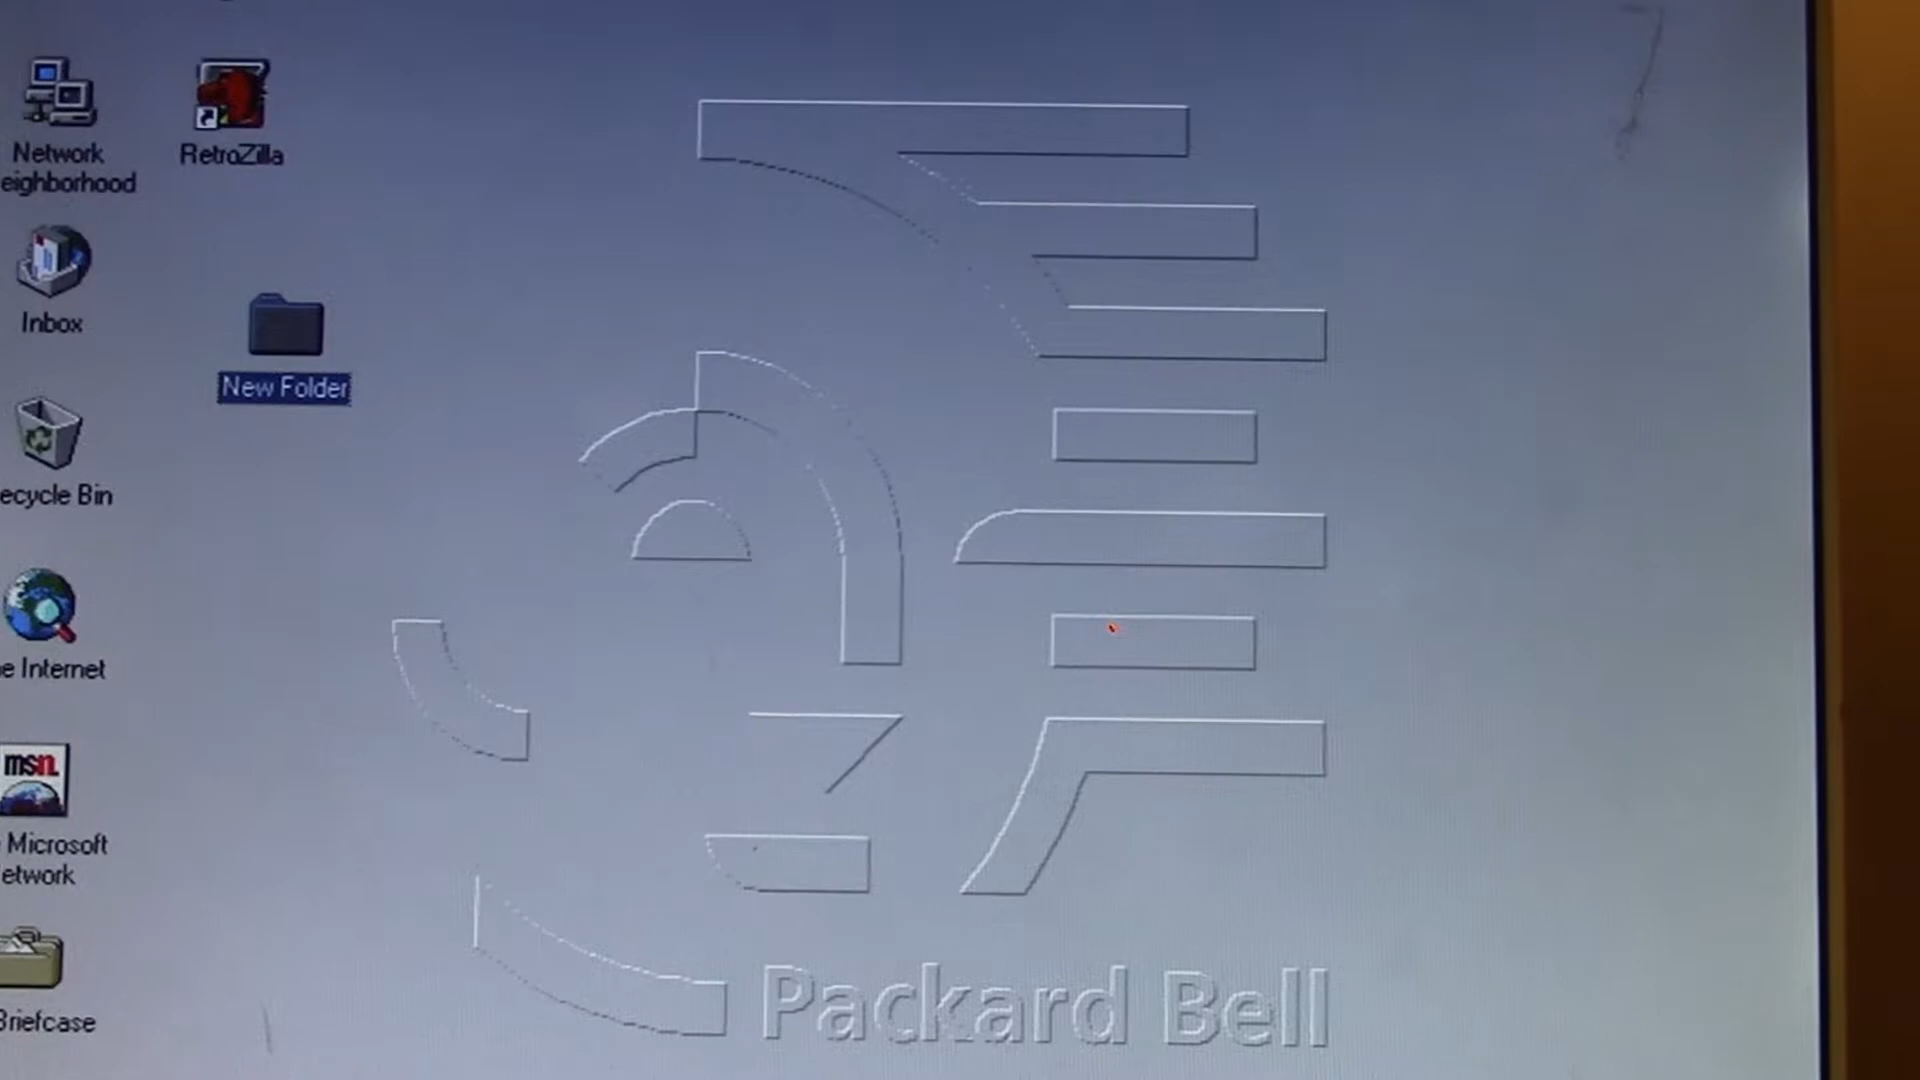 Network
eighborhood
RetroZilla
Inbox
New Folder
ecycle Bin
e Internet
msn.
Microsoft
etwork
Briefcase
Packard Bell